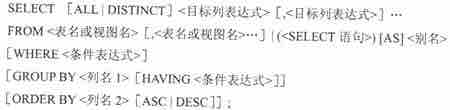 SELECT [ALL|DISTINCT] <目标列表达式> [,<目标列表达式>] …
FROM <表名或视图名> [,<表名或视图名>…] | (<SELECT 语句>) [AS] <别名>
[WHERE <条件表达式>]
[GROUP BY <列名 1> [HAVING <条件表达式>]]
[ORDER BY <列名 2> [ASC|DESC]];